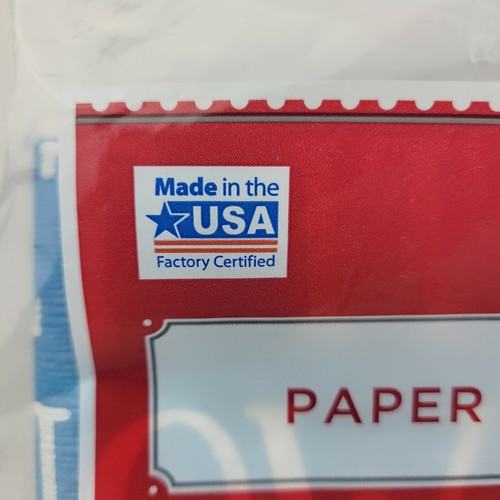 Made in the
USA
Factory Certified
PAPER